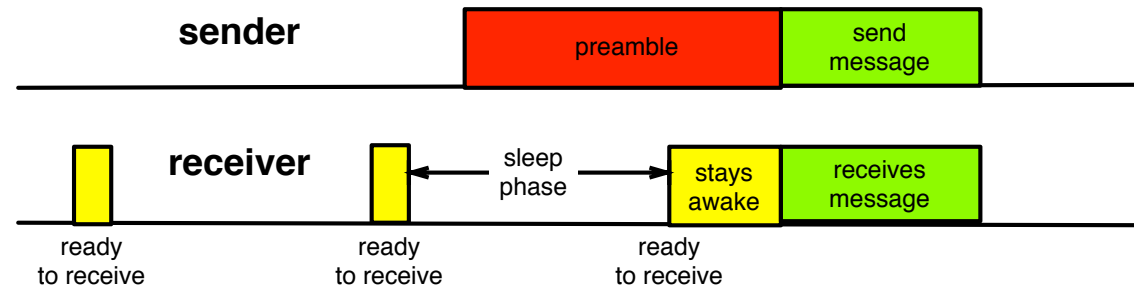 sender
preamble
send
message
receiver
sleep
phase
stays
awake
receives
message
ready
to receive
ready
to receive
ready
to receive